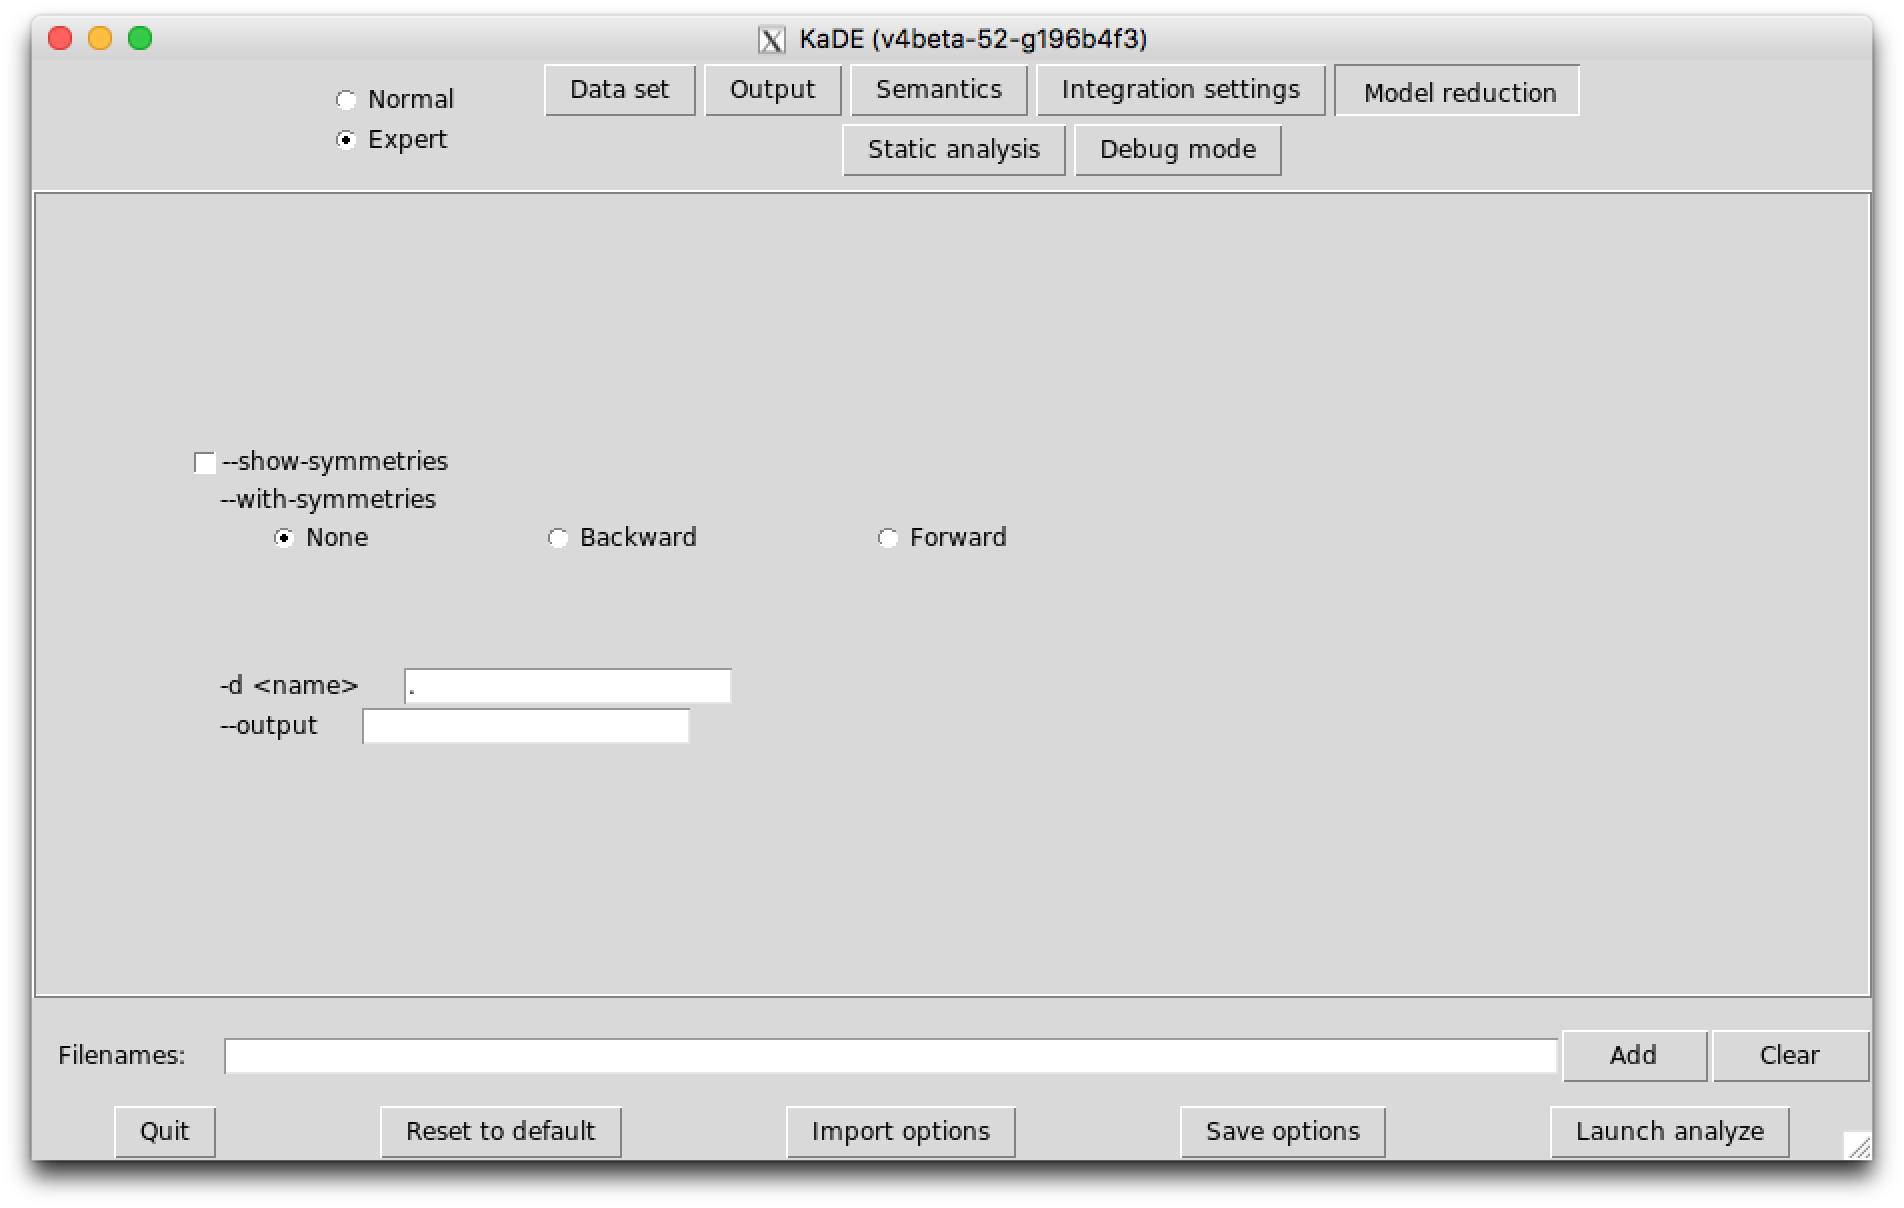 KaDE (v4beta-52-g196b4f3)
Normal
Expert
Data set Output Semantics Integration settings Model reduction
Static analysis Debug mode
--show-symmetries
--with-symmetries
None Backward Forward
-d <name> .
--output
Filenames: Add Clear
Quit Reset to default Import options Save options Launch analyze